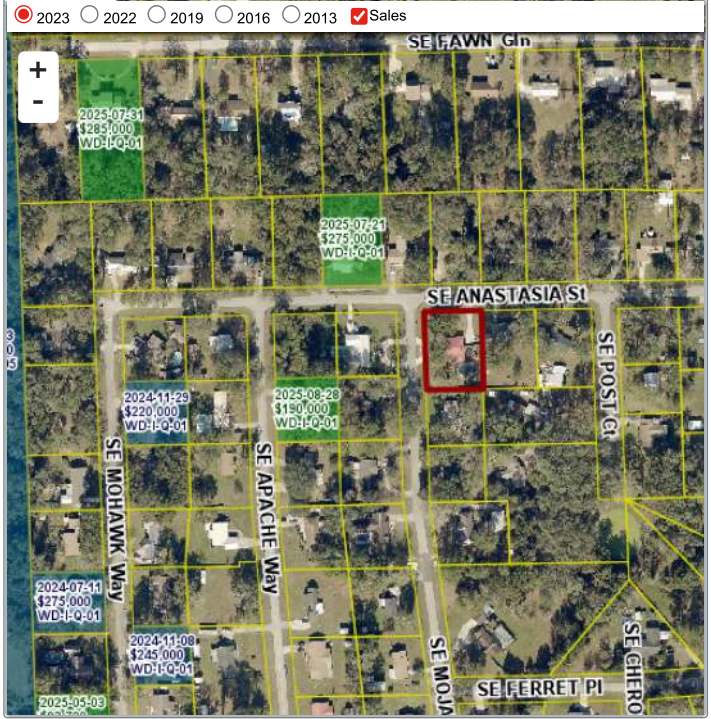 2023 2022 2019 2016 2013 Sales
SE FAWN Gln
+
-
2025-07-31
$285,000
WD-I-Q-01
2025-07-21
$275,000
WD-I-Q-01
SE ANASTASIA St
3
0
05
SE POST Ct
2024-11-29
$220,000
WD-I-Q-01
2025-08-28
$190,000
WD-I-Q-01
SE MOHAWK Way
SE APACHE Way
2024-07-11
$275,000
WD-I-Q-01
2024-11-08
$245,000
WD-I-Q-01
SE MOJA
SE CHERO
SE FERRET Pl
2025-05-03